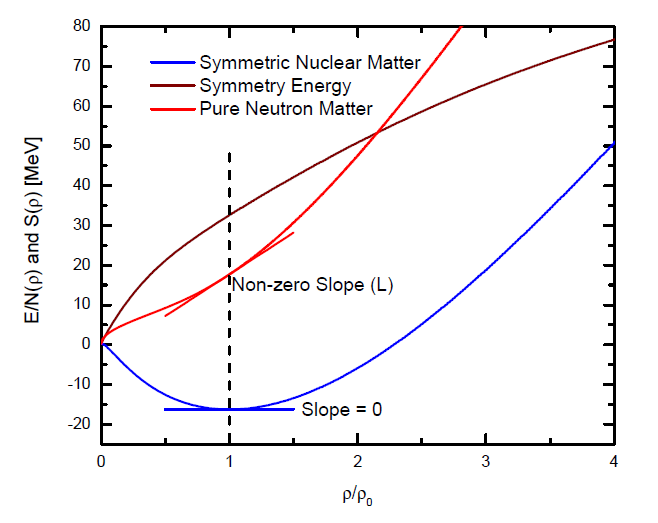 80
70
60
50
40
30
20
10
0
-10
-20
E/N(ρ) and S(ρ) [MeV]
Symmetric Nuclear Matter
Symmetry Energy
Pure Neutron Matter
Non-zero Slope (L)
Slope = 0
0 1 2 3 4
ρ/ρ₀